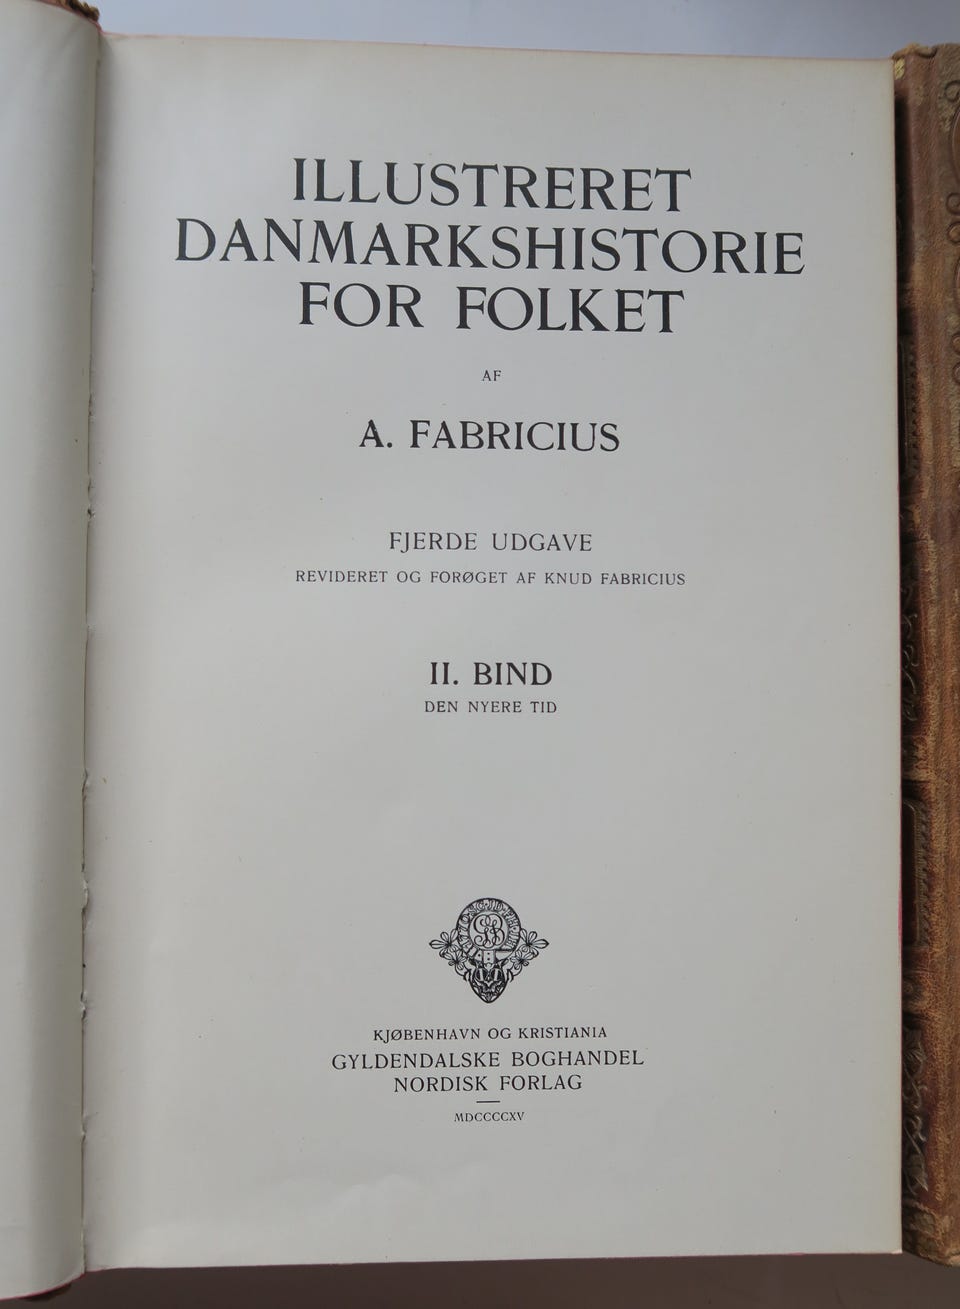 ILLUSTRERET
DANMARKSHISTORIE
FOR FOLKET
AF
A. FABRICIUS
FJERDE UDGAVE
REVIDERET OG FORØGET AF KNUD FABRICIUS
II. BIND
DEN NYERE TID
KJØBENHAVN OG KRISTIANIA
GYLDENDALSKE BOGHANDEL
NORDISK FORLAG
MDCCCCXV